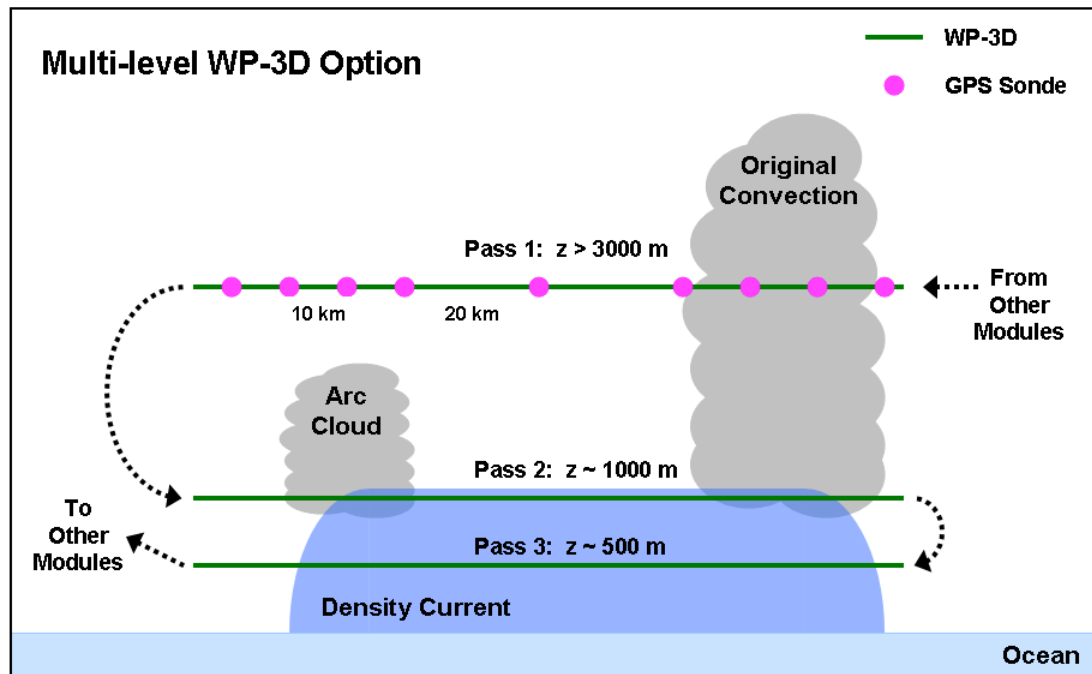 Multi-level WP-3D Option
WP-3D
GPS Sonde
Original
Convection
Pass 1:  z > 3000 m
From
Other
Modules
10 km
20 km
Arc
Cloud
Pass 2:  z ~ 1000 m
To
Other
Modules
Pass 3:  z ~ 500 m
Density Current
Ocean